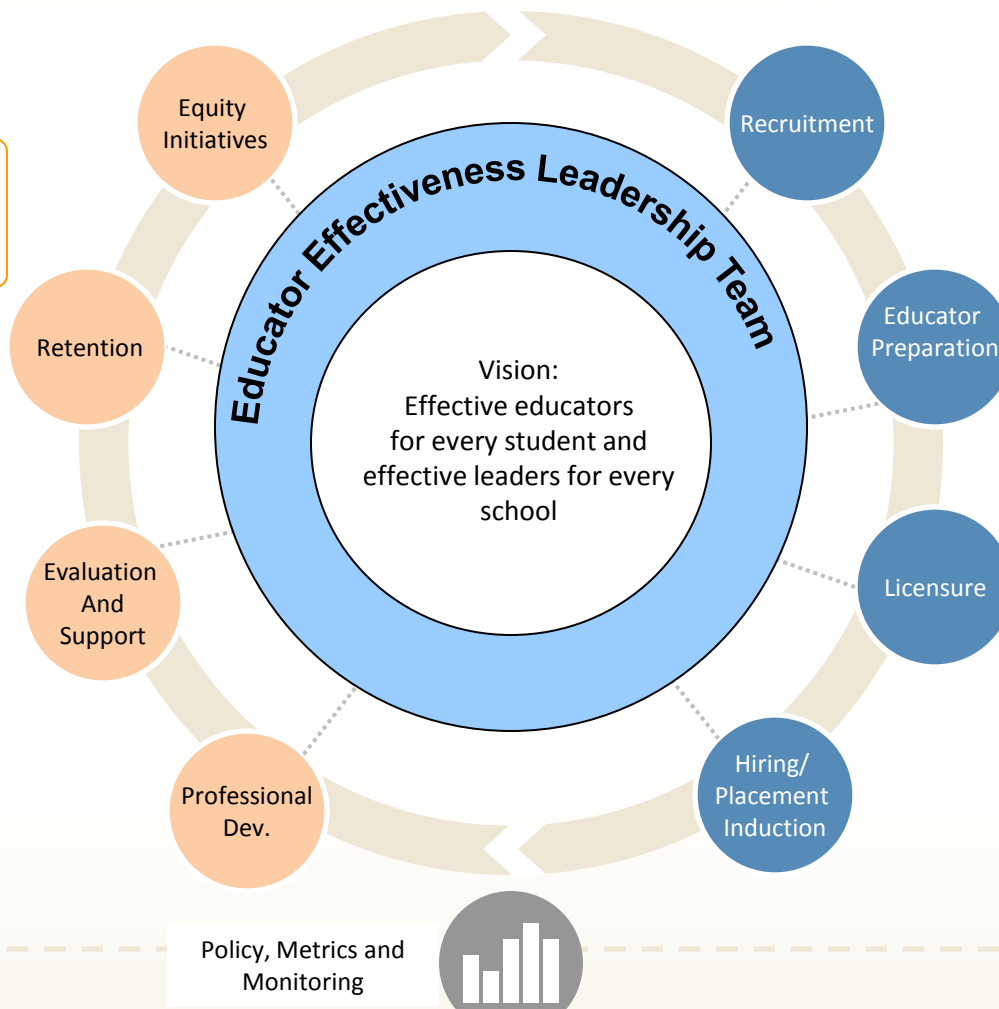 Educator Effectiveness Leadership Team
Vision:
Effective educators
for every student and
effective leaders for every
school
Recruitment
Educator
Preparation
Licensure
Hiring/
Placement
Induction
Professional
Dev.
Evaluation
And
Support
Retention
Equity
Initiatives
Policy, Metrics and
Monitoring